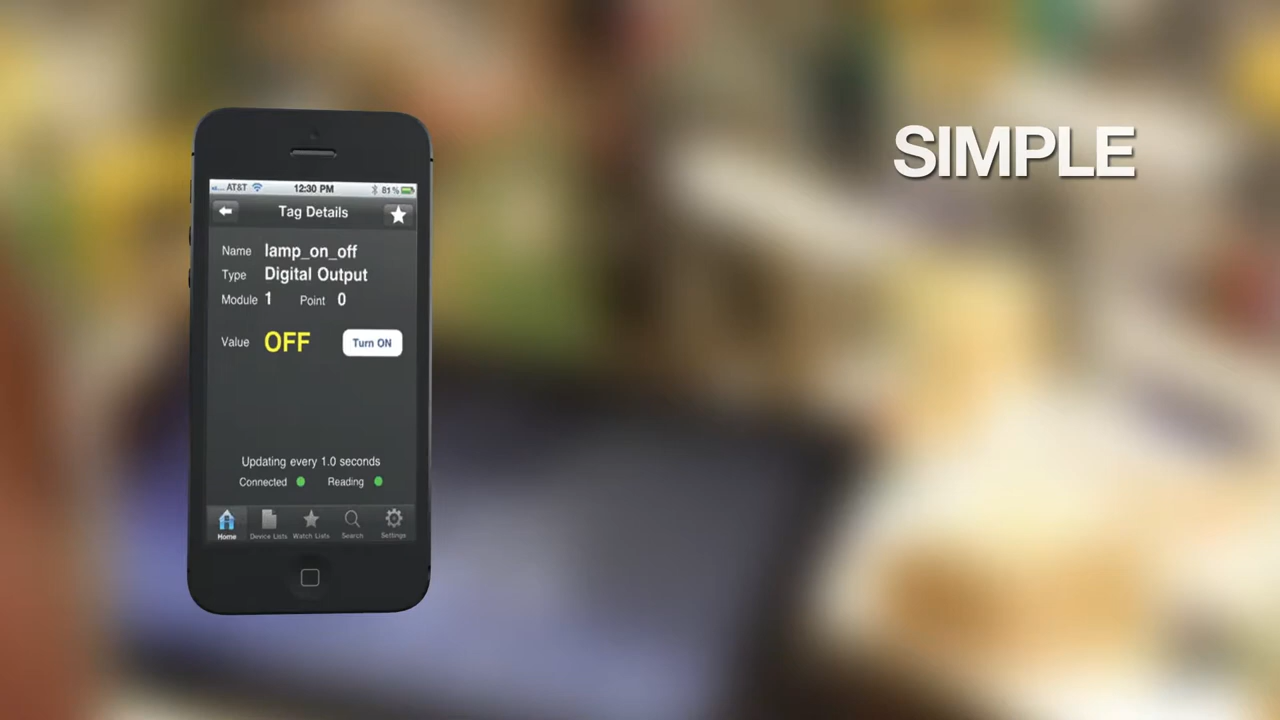 SIMPLE
AT&T 12:30 PM 81%
Tag Details
Name lamp_on_off
Type Digital Output
Module 1 Point 0
Value OFF Turn ON
Updating every 1.0 seconds
Connected Reading
Home Device Lists Watch Lists Search Settings